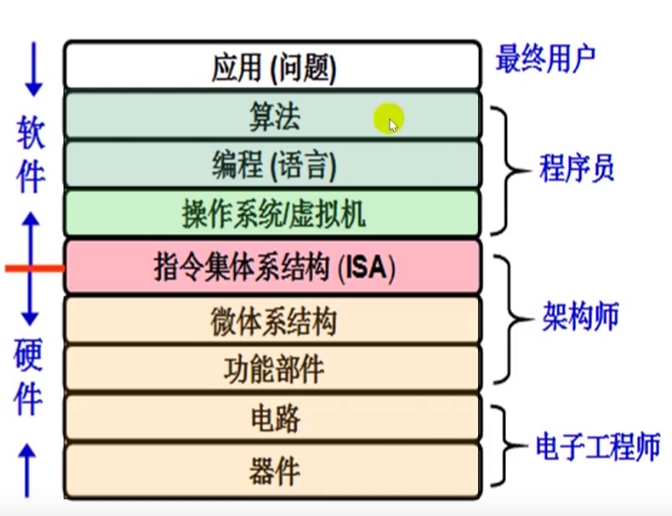 应用 (问题)
最终用户
算法
编程 (语言)
程序员
操作系统/虚拟机
软件
指令集体系结构 (ISA)
微体系结构
架构师
硬件
功能部件
电路
电子工程师
器件